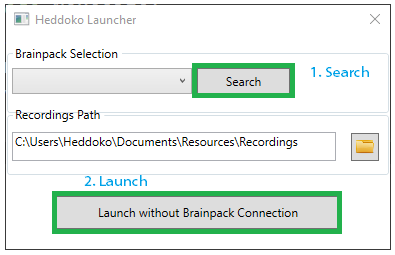 Heddoko Launcher
Brainpack Selection
Search
1. Search
Recordings Path
C:\Users\Heddoko\Documents\Resources\Recordings
2. Launch
Launch without Brainpack Connection